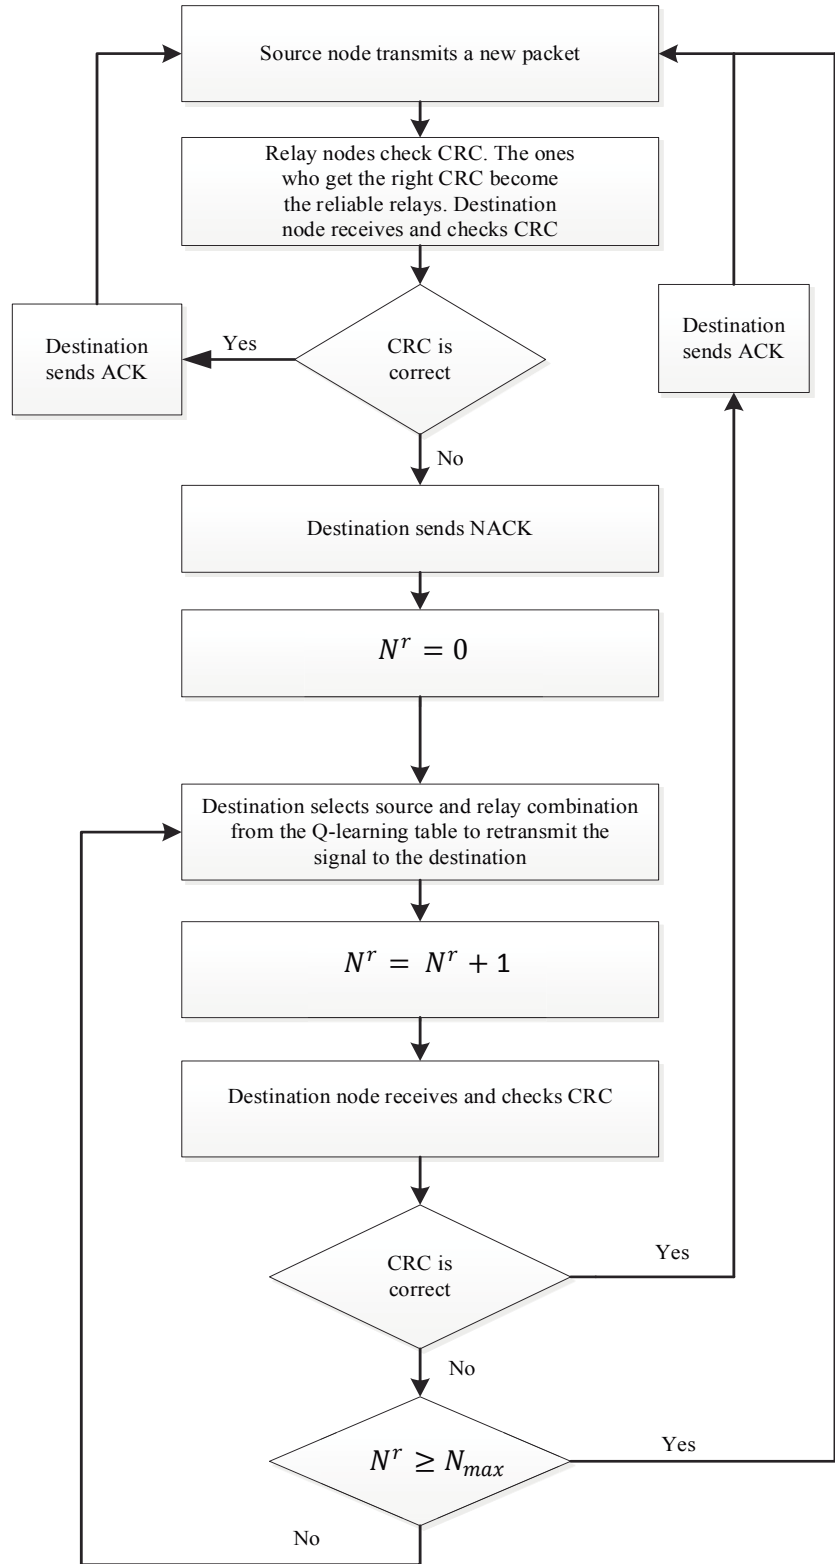 Source node transmits a new packet
Relay nodes check CRC. The ones
who get the right CRC become
the reliable relays. Destination
node receives and checks CRC
Destination
sends ACK
Yes
CRC is
correct
Destination
sends ACK
No
Destination sends NACK
N^r = 0
Destination selects source and relay combination
from the Q-learning table to retransmit the
signal to the destination
N^r = N^r + 1
Destination node receives and checks CRC
CRC is
correct
Yes
No
N^r ≥ N_max
Yes
No